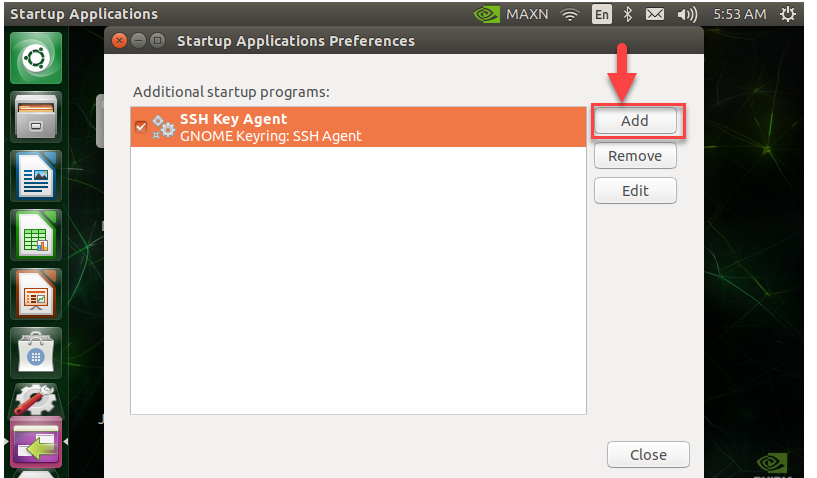 Startup Applications
MAXN
En
5:53 AM
Startup Applications Preferences
Additional startup programs:
SSH Key Agent
GNOME Keyring: SSH Agent
Add
Remove
Edit
Close